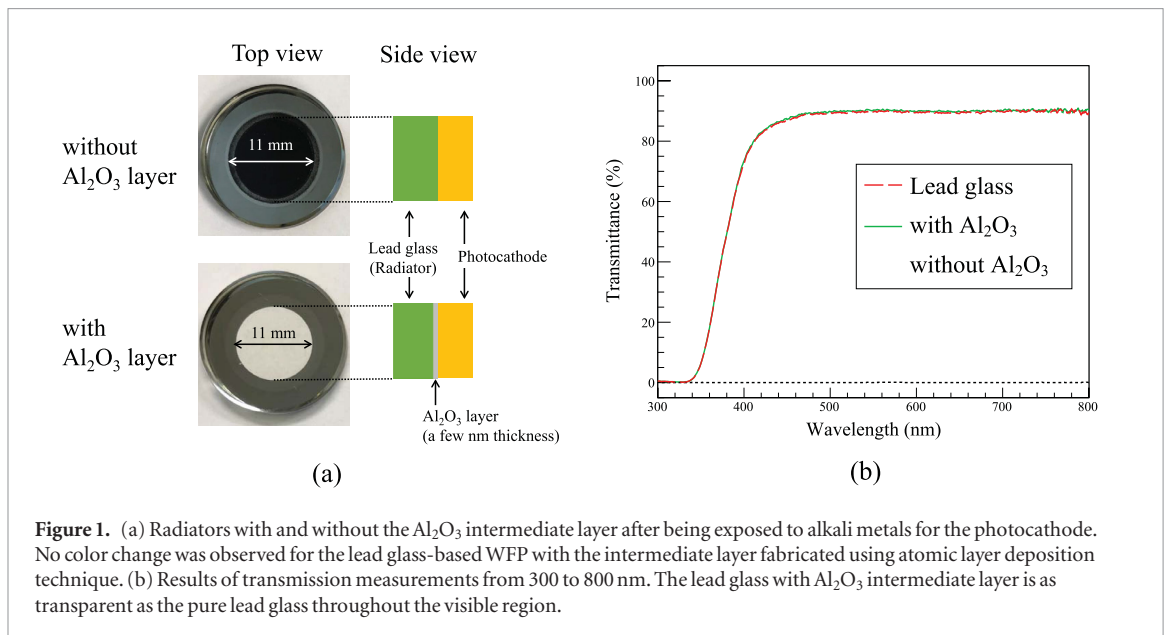 Top view
Side view
without
Al₂O₃ layer
11 mm
Lead glass
(Radiator)
Photocathode
with
Al₂O₃ layer
11 mm
Al₂O₃ layer
(a few nm thickness)
(a)
Transmittance (%)
100
80
60
40
20
0
300
400
500
600
700
800
Wavelength (nm)
Lead glass
with Al₂O₃
without Al₂O₃
(b)
Figure 1. (a) Radiators with and without the Al₂O₃ intermediate layer after being exposed to alkali metals for the photocathode.
No color change was observed for the lead glass-based WFP with the intermediate layer fabricated using atomic layer deposition
technique. (b) Results of transmission measurements from 300 to 800 nm. The lead glass with Al₂O₃ intermediate layer is as
transparent as the pure lead glass throughout the visible region.